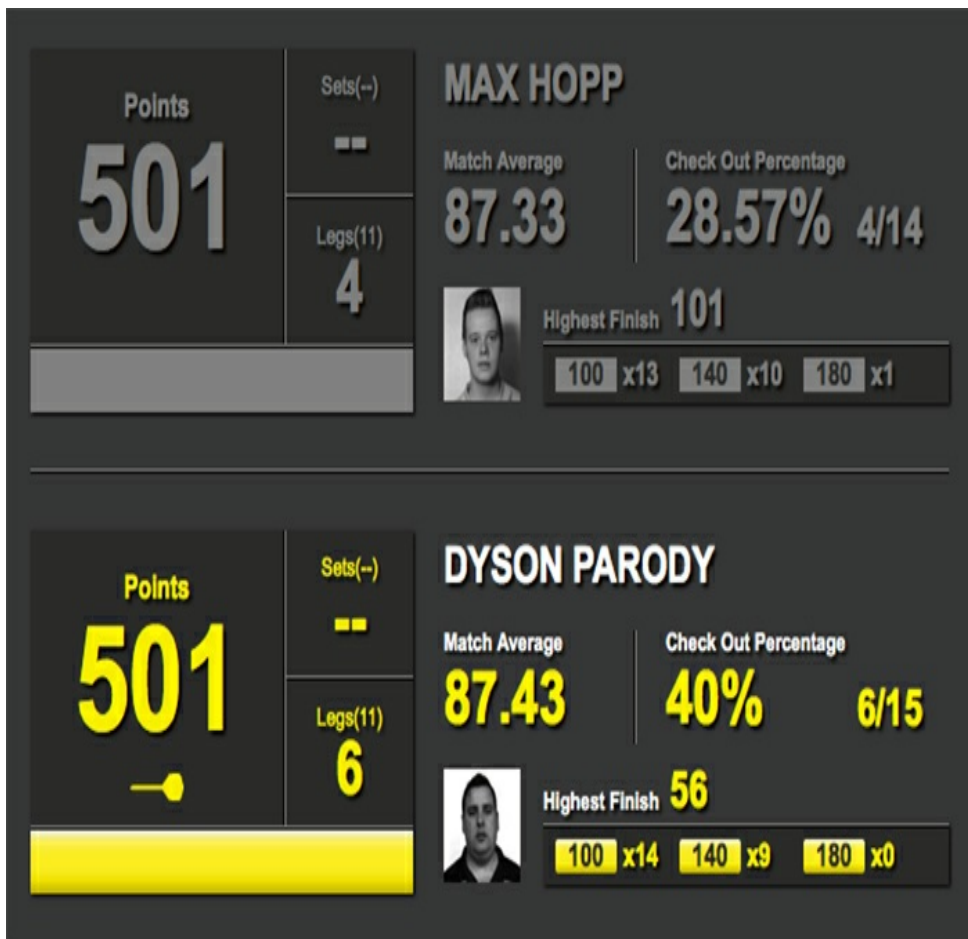 Points
501
Sets(--)
--
Legs(11)
4
MAX HOPP
Match Average
87.33
Check Out Percentage
28.57% 4/14
Highest Finish 101
100 x13 140 x10 180 x1
Points
501
Sets(--)
--
Legs(11)
6
DYSON PARODY
Match Average
87.43
Check Out Percentage
40% 6/15
Highest Finish 56
100 x14 140 x9 180 x0